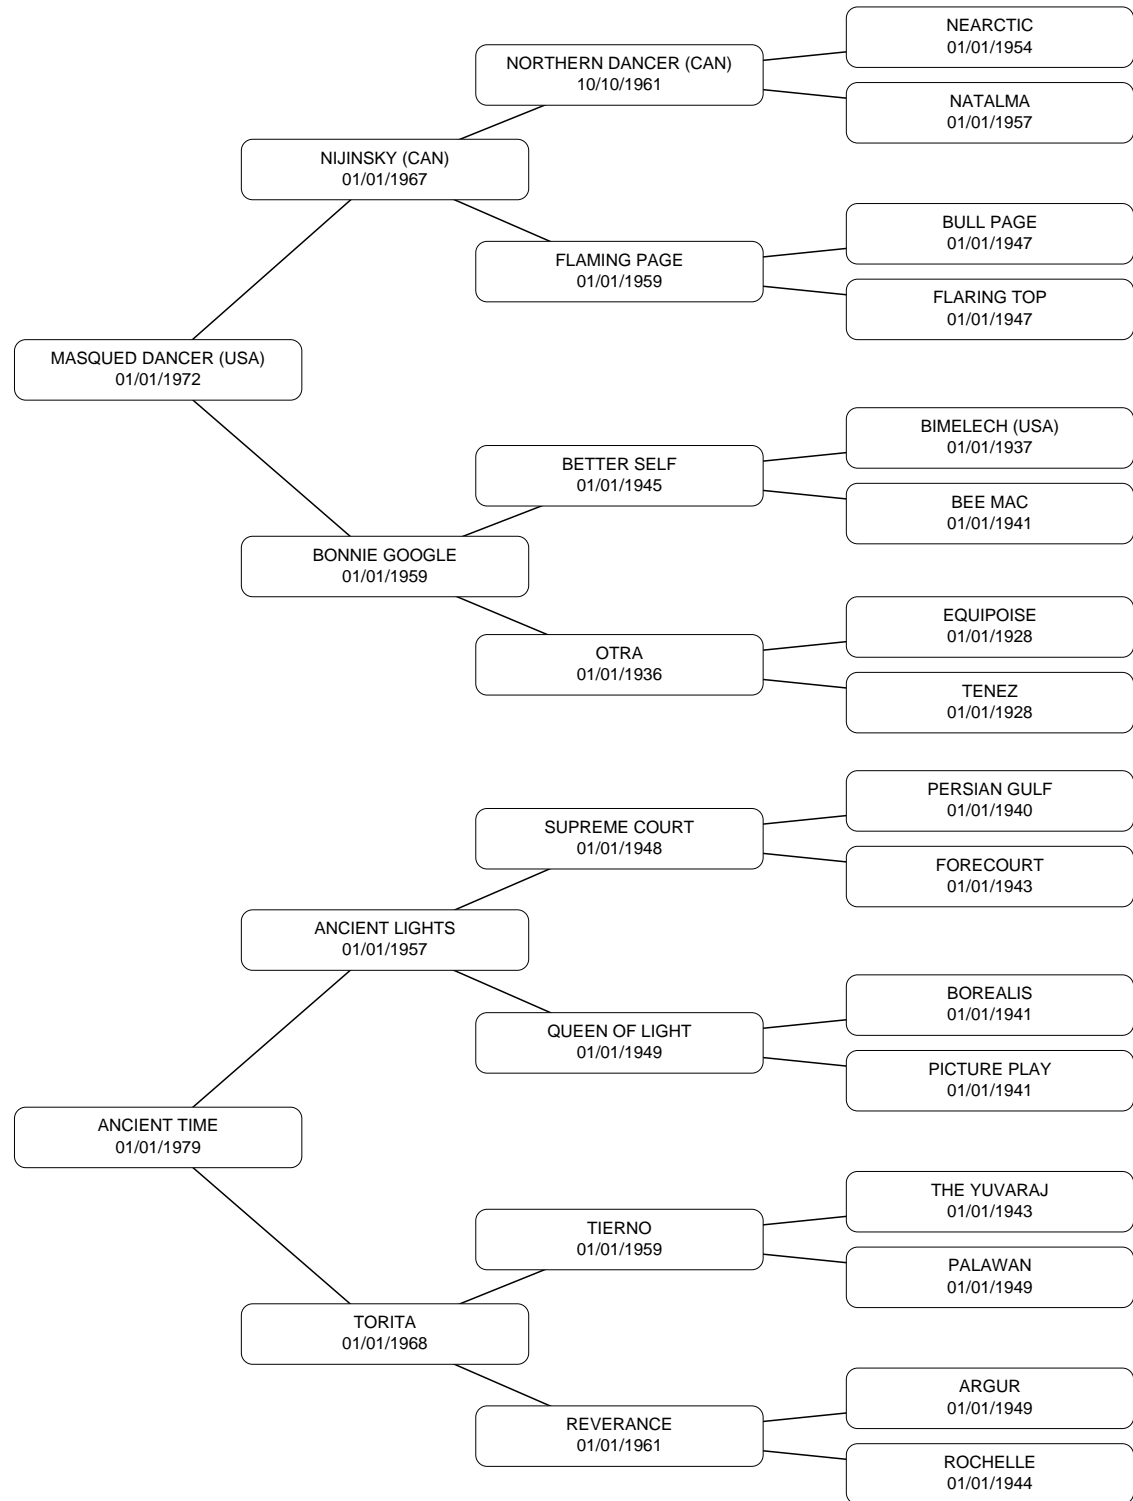 NEARCTIC
01/01/1954
NORTHERN DANCER (CAN)
10/10/1961
NATALMA
01/01/1957
NIJINSKY (CAN)
01/01/1967
BULL PAGE
01/01/1947
FLAMING PAGE
01/01/1959
FLARING TOP
01/01/1947
MASQUED DANCER (USA)
01/01/1972
BIMELECH (USA)
01/01/1937
BETTER SELF
01/01/1945
BEE MAC
01/01/1941
BONNIE GOOGLE
01/01/1959
EQUIPOISE
01/01/1928
OTRA
01/01/1936
TENEZ
01/01/1928
PERSIAN GULF
01/01/1940
SUPREME COURT
01/01/1948
FORECOURT
01/01/1943
ANCIENT LIGHTS
01/01/1957
BOREALIS
01/01/1941
QUEEN OF LIGHT
01/01/1949
PICTURE PLAY
01/01/1941
ANCIENT TIME
01/01/1979
THE YUVARAJ
01/01/1943
TIERNO
01/01/1959
PALAWAN
01/01/1949
TORITA
01/01/1968
ARGUR
01/01/1949
REVERANCE
01/01/1961
ROCHELLE
01/01/1944